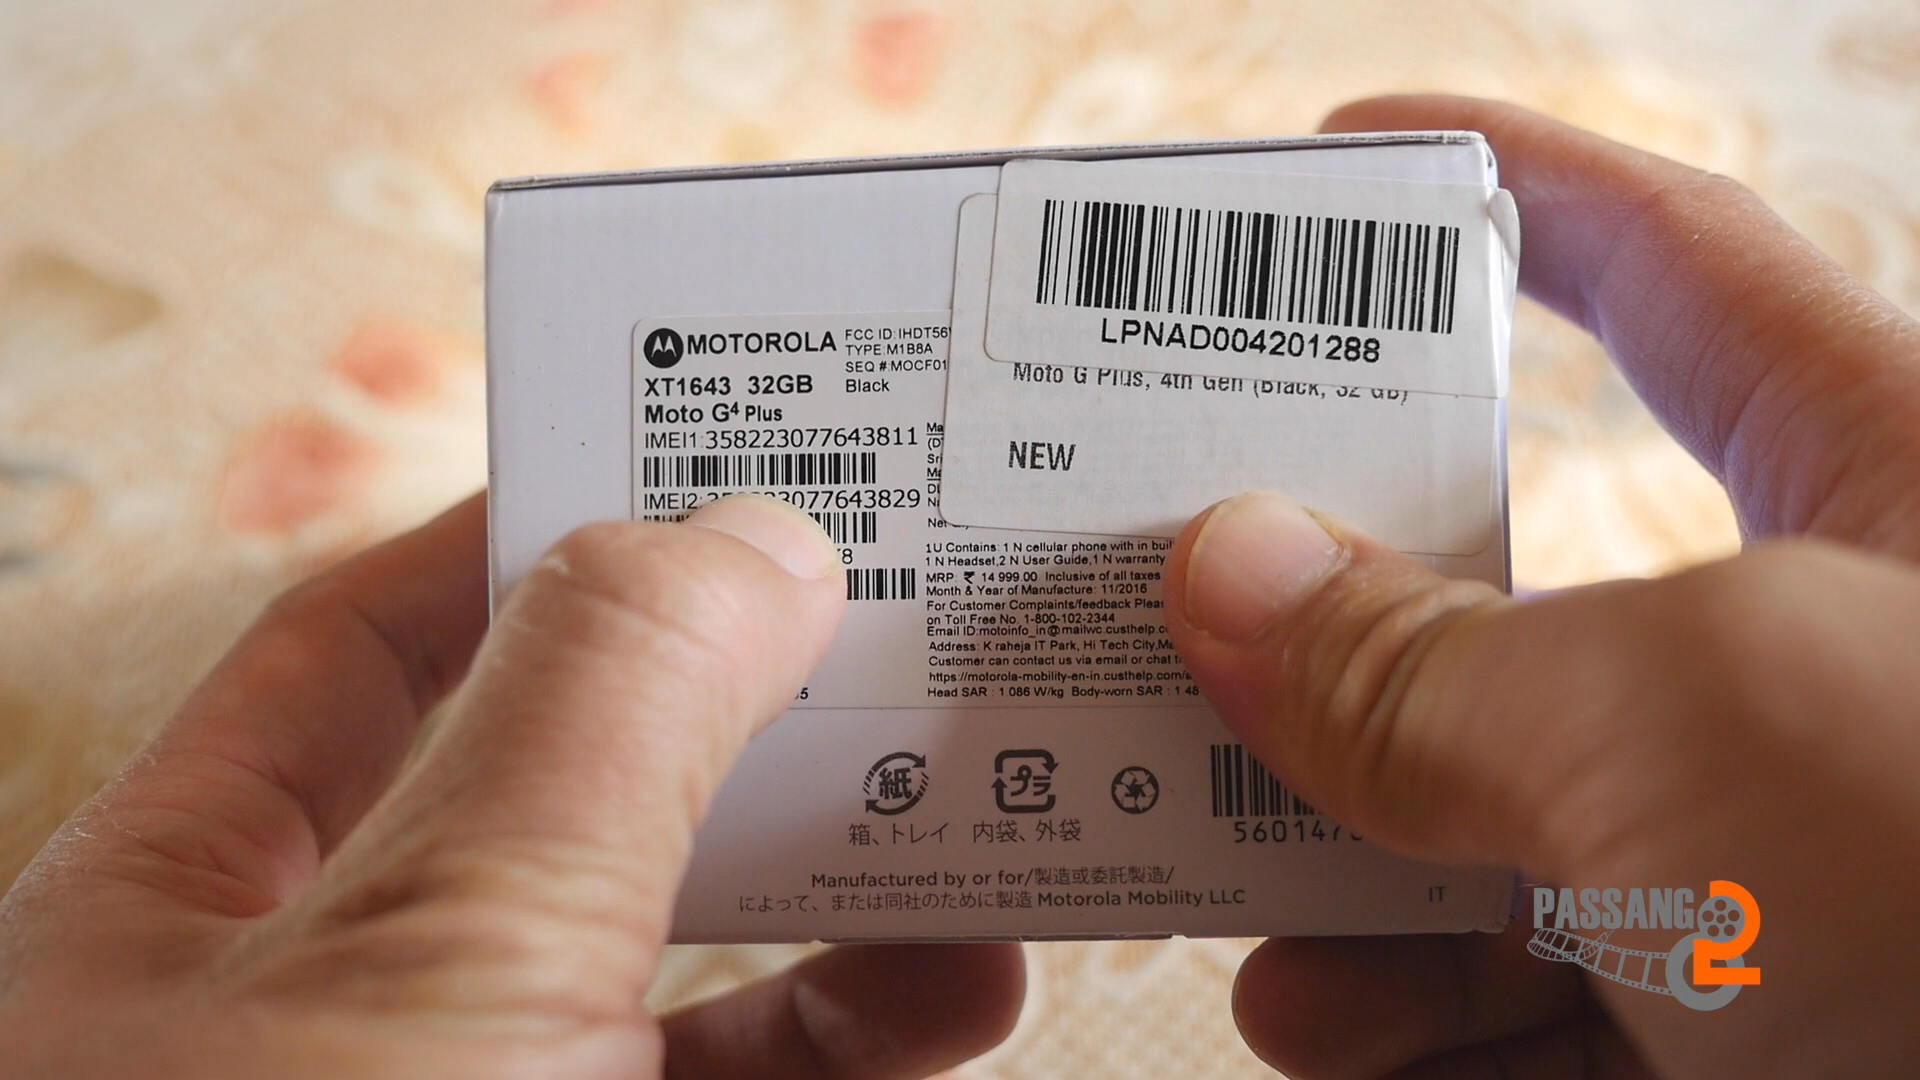 LPNAD004201288
Moto G Plus, 4th Gen (Black, 32 GB)
NEW
MOTOROLA
FCC ID:IHDT56
TYPE:M1B8A
SEQ #:MOCF01
XT1643 32GB
Black
Moto G⁴ Plus
IMEI1:358223077643811
IMEI2: 3077643829
8
5
1U Contains: 1 N cellular phone with in
1 N Headset,2 N User Guide,1 N warranty
MRP: ₹ 14 999.00 Inclusive of all taxes
Month & Year of Manufacture: 11/2016
For Customer Complaints/feedback
on Toll Free No. 1-800-102-2344
Email ID:motoinfo_in@mailwc.custhelp.
Address: K raheja IT Park, Hi Tech City,
Customer can contact us via email or chat
https://motorola-mobility-en-in.custhelp.com/
Head SAR : 1 086 W/kg Body-worn SAR : 1 48
紙
プラ
箱、トレイ 内袋、外袋
56014
Manufactured by or for/製造或委託製造/
によって、または同社のために製造 Motorola Mobility LLC
IT
PASSANG
2